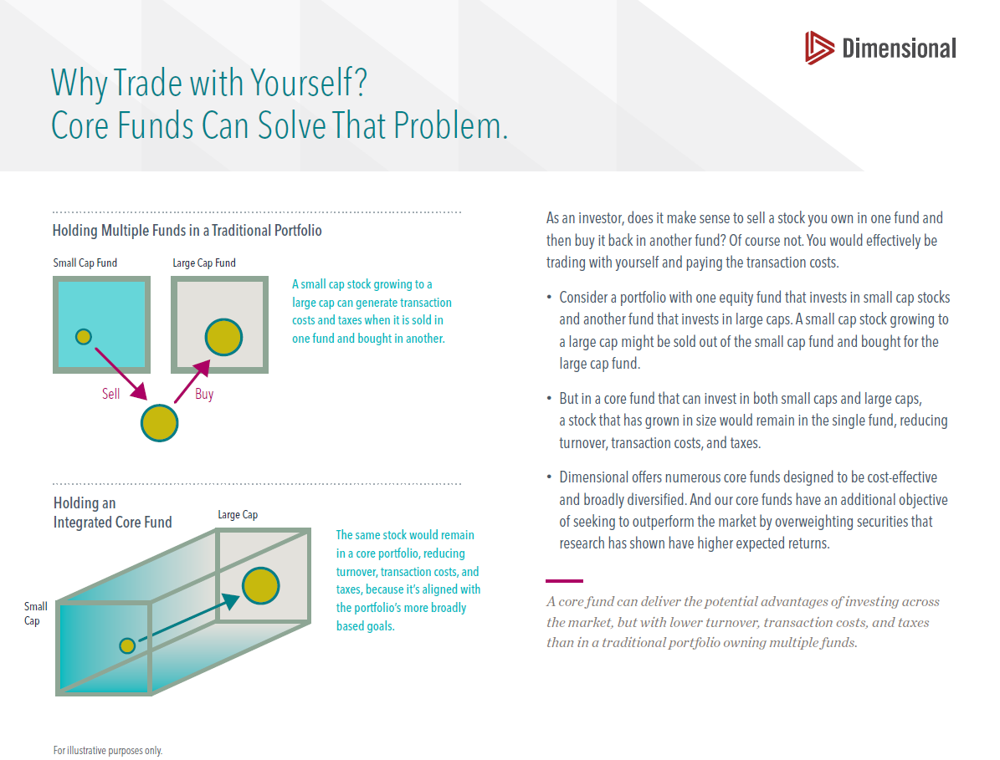 Dimensional
Why Trade with Yourself?
Core Funds Can Solve That Problem.
Holding Multiple Funds in a Traditional Portfolio
Small Cap Fund
Large Cap Fund
A small cap stock growing to a
large cap can generate transaction
costs and taxes when it is sold in
one fund and bought in another.
Sell
Buy
Holding an
Integrated Core Fund
Large Cap
The same stock would remain
in a core portfolio, reducing
turnover, transaction costs, and
taxes, because it's aligned with
the portfolio's more broadly
based goals.
Small
Cap
As an investor, does it make sense to sell a stock you own in one fund and
then buy it back in another fund? Of course not. You would effectively be
trading with yourself and paying the transaction costs.
• Consider a portfolio with one equity fund that invests in small cap stocks
and another fund that invests in large caps. A small cap stock growing to
a large cap might be sold out of the small cap fund and bought for the
large cap fund.
• But in a core fund that can invest in both small caps and large caps,
a stock that has grown in size would remain in the single fund, reducing
turnover, transaction costs, and taxes.
• Dimensional offers numerous core funds designed to be cost-effective
and broadly diversified. And our core funds have an additional objective
of seeking to outperform the market by overweighting securities that
research has shown have higher expected returns.
A core fund can deliver the potential advantages of investing across
the market, but with lower turnover, transaction costs, and taxes
than in a traditional portfolio owning multiple funds.
For illustrative purposes only.